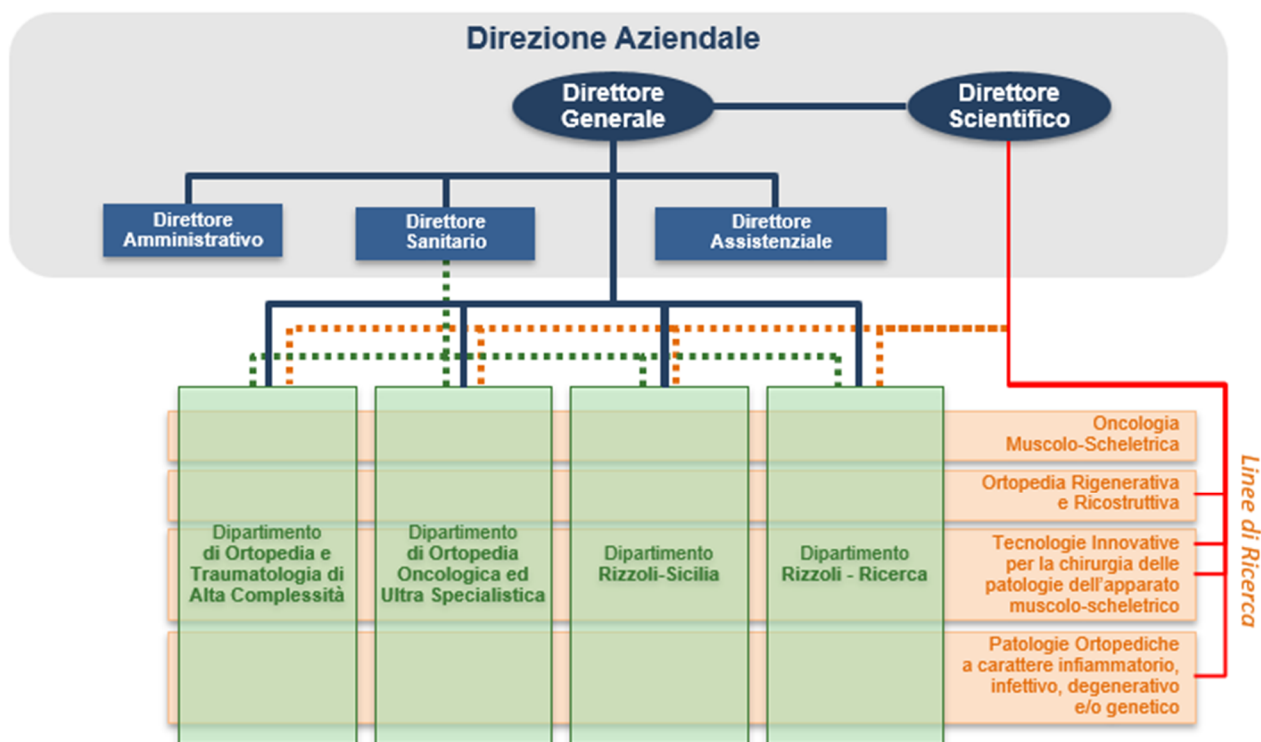 Direzione Aziendale
Direttore
Generale
Direttore
Scientifico
Direttore
Amministrativo
Direttore
Sanitario
Direttore
Assistenziale
Oncologia
Muscolo-Scheletrica
Ortopedia Rigenerativa
e Ricostruttiva
Tecnologie Innovative
per la chirurgia delle
patologie dell'apparato
muscolo-scheletrico
Patologie Ortopediche
a carattere infiammatorio,
infettivo, degenerativo
e/o genetico
Linee di Ricerca
Dipartimento
di Ortopedia e
Traumatologia di
Alta Complessità
Dipartimento
di Ortopedia
Oncologica ed
Ultra Specialistica
Dipartimento
Rizzoli-Sicilia
Dipartimento
Rizzoli - Ricerca